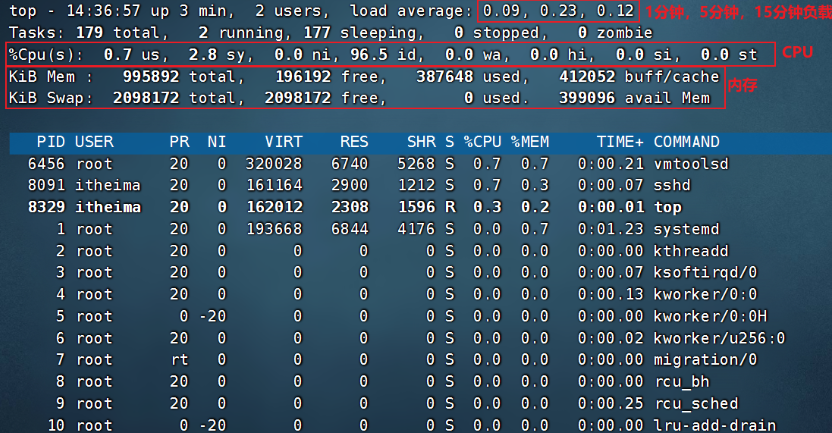 top - 14:36:57 up 3 min,  2 users,  load average: 0.09, 0.23, 0.12 1分钟，5分钟，15分钟负载
Tasks: 179 total,   2 running, 177 sleeping,   0 stopped,   0 zombie
%Cpu(s):  0.7 us,  2.8 sy,  0.0 ni, 96.5 id,  0.0 wa,  0.0 hi,  0.0 si,  0.0 st CPU
KiB Mem :   995892 total,   196192 free,   387648 used,   412052 buff/cache
内存
KiB Swap:  2098172 total,  2098172 free,        0 used.   399096 avail Mem
PID USER      PR  NI    VIRT    RES    SHR S %CPU %MEM     TIME+ COMMAND
6456 root      20   0  320028   6740   5268 S  0.7  0.7   0:00.21 vmtoolsd
8091 itheima   20   0  161164   2900   1212 S  0.7  0.3   0:00.07 sshd
8329 itheima   20   0  162012   2308   1596 R  0.3  0.2   0:00.01 top
1 root      20   0  193668   6844   4176 S  0.0  0.7   0:01.23 systemd
2 root      20   0       0      0      0 S  0.0  0.0   0:00.00 kthreadd
3 root      20   0       0      0      0 S  0.0  0.0   0:00.07 ksoftirqd/0
4 root      20   0       0      0      0 S  0.0  0.0   0:00.13 kworker/0:0
5 root       0 -20       0      0      0 S  0.0  0.0   0:00.00 kworker/0:0H
6 root      20   0       0      0      0 S  0.0  0.0   0:00.02 kworker/u256:0
7 root      rt   0       0      0      0 S  0.0  0.0   0:00.00 migration/0
8 root      20   0       0      0      0 S  0.0  0.0   0:00.00 rcu_bh
9 root      20   0       0      0      0 S  0.0  0.0   0:00.25 rcu_sched
10 root       0 -20       0      0      0 S  0.0  0.0   0:00.00 lru-add-drain